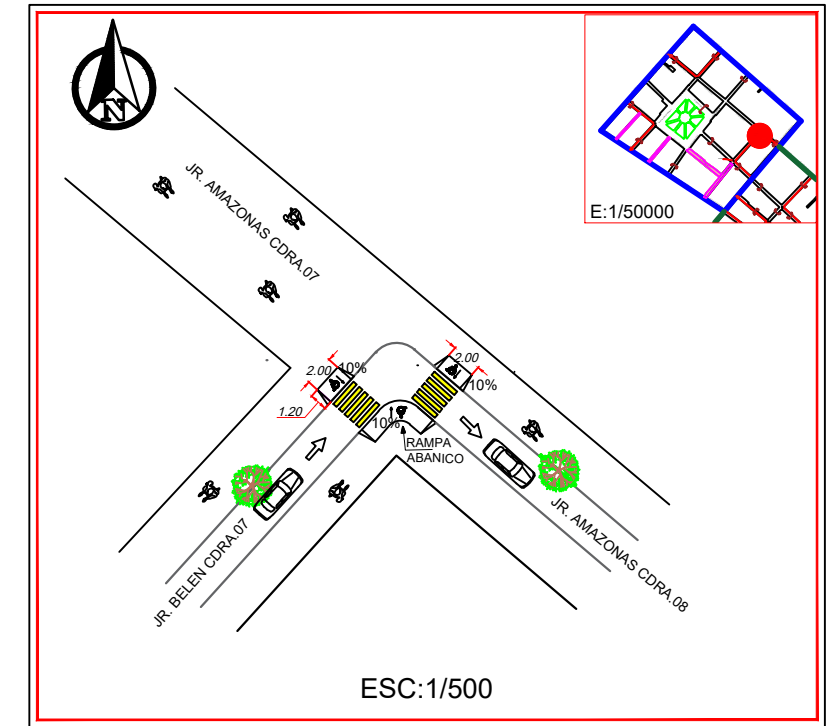 N
E:1/50000
JR. AMAZONAS CDRA.07
2.00
10%
1.20
2.00
10%
10%
RAMPA
ABANICO
JR. BELEN CDRA.07
JR. AMAZONAS CDRA.08
ESC:1/500